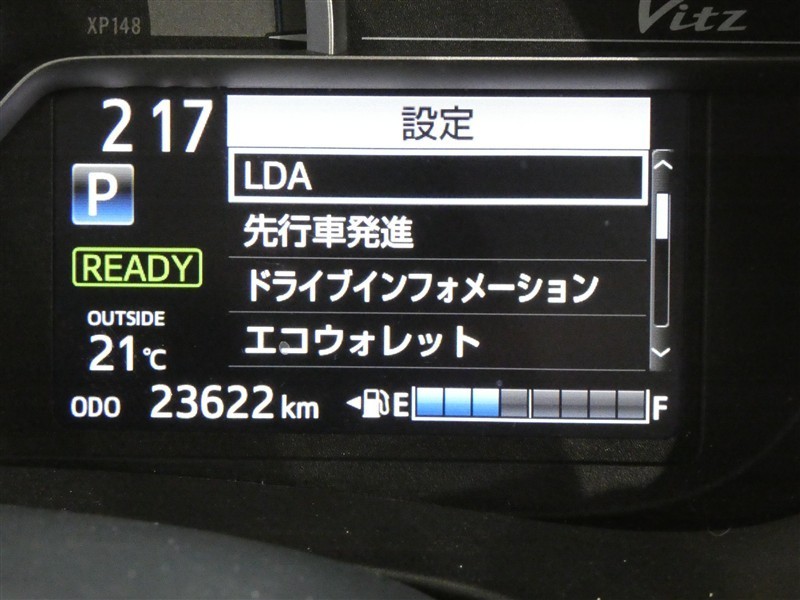 XP148
Vitz
2 17
設定
LDA
P
先行車発進
READY
ドライブインフォメーション
OUTSIDE
エコウォレット
21℃
ODO 23622 km
E F